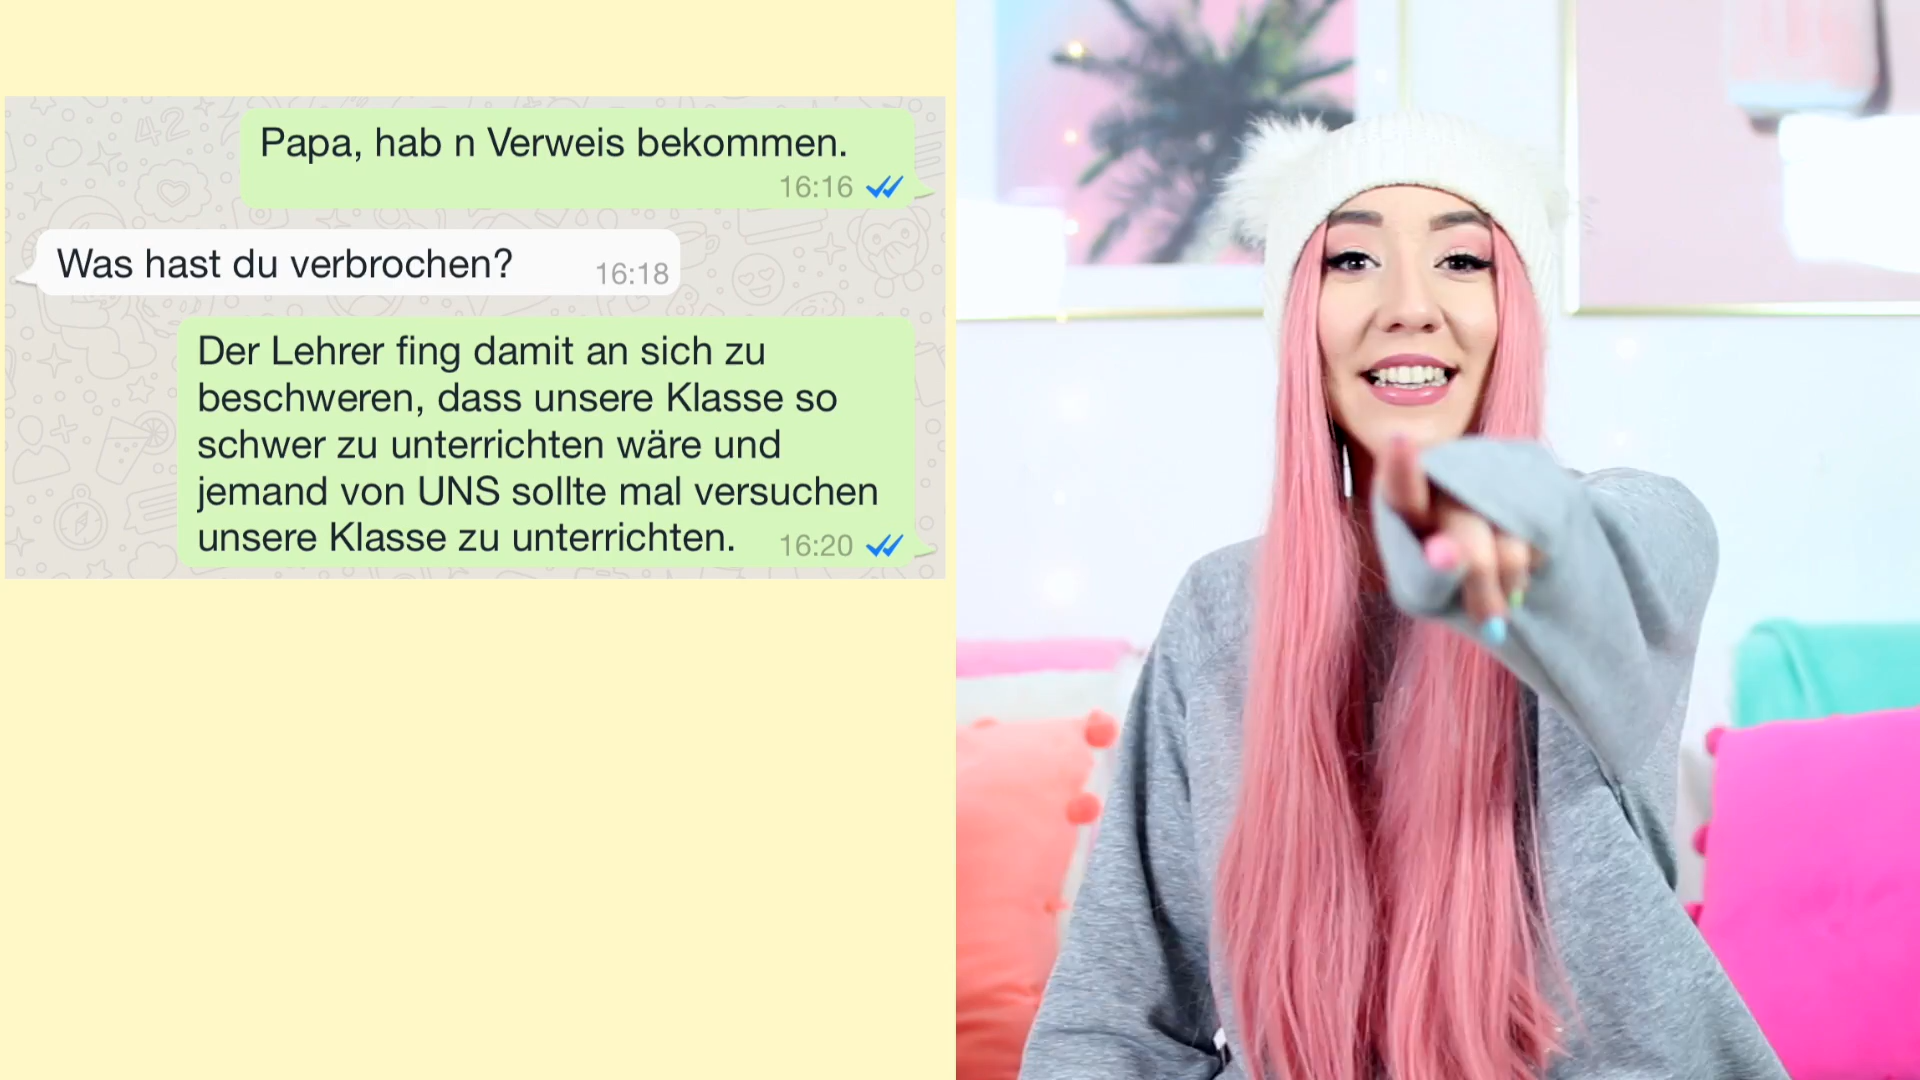 Papa, hab n Verweis bekommen.
16:16
Was hast du verbrochen?
16:18
Der Lehrer fing damit an sich zu
beschweren, dass unsere Klasse so
schwer zu unterrichten wäre und
jemand von UNS sollte mal versuchen
unsere Klasse zu unterrichten.
16:20